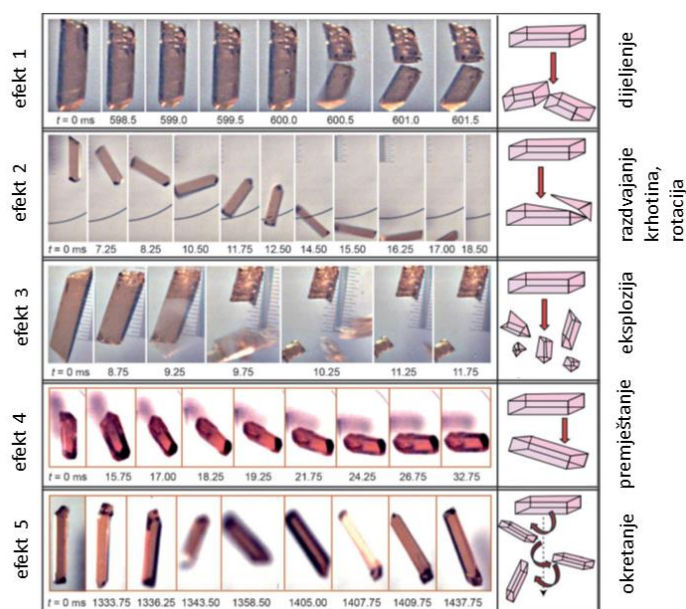 efekt 1
t = 0 ms 598.5 599.0 599.5 600.0 600.5 601.0 601.5
dijeljenje
efekt 2
t = 0 ms 7.25 8.25 10.50 11.75 12.50 14.50 15.50 16.25 17.00 18.50
razdvajanje
krhotina,
rotacija
efekt 3
t = 0 ms 8.75 9.25 9.75 10.25 11.25 11.75
eksplozija
efekt 4
t = 0 ms 15.75 17.00 18.25 19.25 21.75 24.25 26.75 32.75
premještanje
efekt 5
t = 0 ms 1333.75 1336.25 1343.50 1358.50 1405.00 1407.75 1409.75 1437.75
okretanje